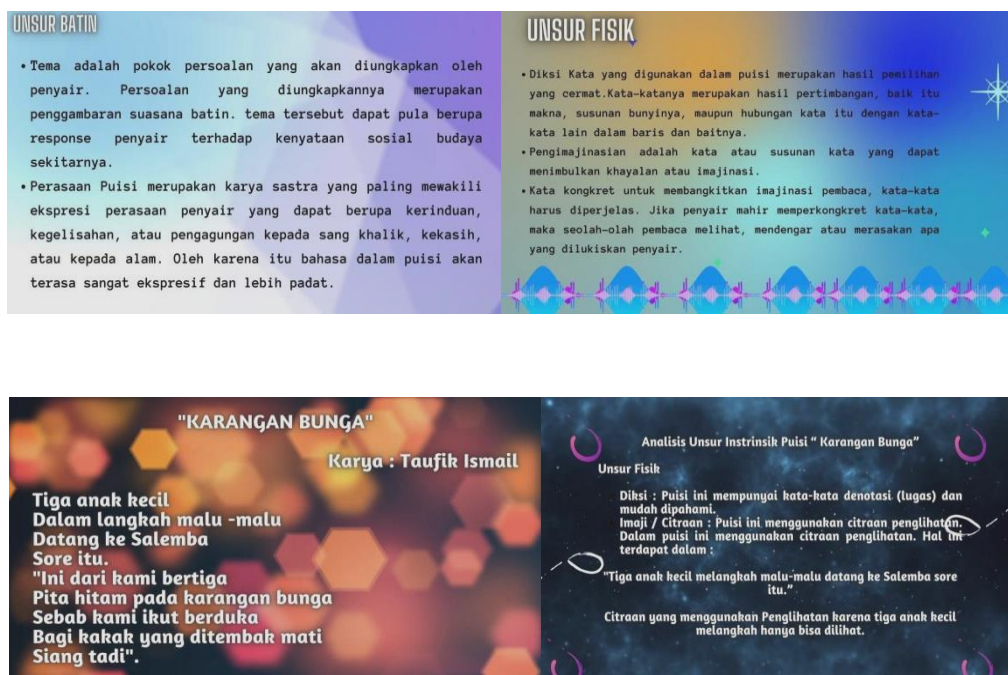 UNSUR BATIN
• Tema adalah pokok persoalan yang akan diungkapkan oleh
penyair. Persoalan yang diungkapkannya merupakan
penggambaran suasana batin. tema tersebut dapat pula berupa
response penyair terhadap kenyataan sosial budaya
sekitarnya.
• Perasaan Puisi merupakan karya sastra yang paling mewakili
ekspresi perasaan penyair yang dapat berupa kerinduan,
kegelisahan, atau pengagungan kepada sang khalik, kekasih,
atau kepada alam. Oleh karena itu bahasa dalam puisi akan
terasa sangat ekspresif dan lebih padat.
UNSUR FISIK
• Diksi Kata yang digunakan dalam puisi merupakan hasil pemilihan
yang cermat.Kata-katanya merupakan hasil pertimbangan, baik itu
makna, susunan bunyinya, maupun hubungan kata itu dengan kata-
kata lain dalam baris dan baitnya.
• Pengimajinasian adalah kata atau susunan kata yang dapat
menimbulkan khayalan atau imajinasi.
• Kata kongkret untuk membangkitkan imajinasi pembaca, kata-kata
harus diperjelas. Jika penyair mahir memperkongkret kata-kata,
maka seolah-olah pembaca melihat, mendengar atau merasakan apa
yang dilukiskan penyair.
"KARANGAN BUNGA"
Karya : Taufik Ismail
Tiga anak kecil
Dalam langkah malu -malu
Datang ke Salemba
Sore itu.
"Ini dari kami bertiga
Pita hitam pada karangan bunga
Sebab kami ikut berduka
Bagi kakak yang ditembak mati
Siang tadi".
Analisis Unsur Instrinsik Puisi “ Karangan Bunga”
Unsur Fisik
Diksi : Puisi ini mempunyai kata-kata denotasi (lugas) dan
mudah dipahami.
Imaji / Citraan : Puisi ini menggunakan citraan penglihatan.
Dalam puisi ini menggunakan citraan penglihatan. Hal ini
terdapat dalam :
"Tiga anak kecil melangkah malu-malu datang ke Salemba sore
itu.”
Citraan yang menggunakan Penglihatan karena tiga anak kecil
melangkah hanya bisa dilihat.